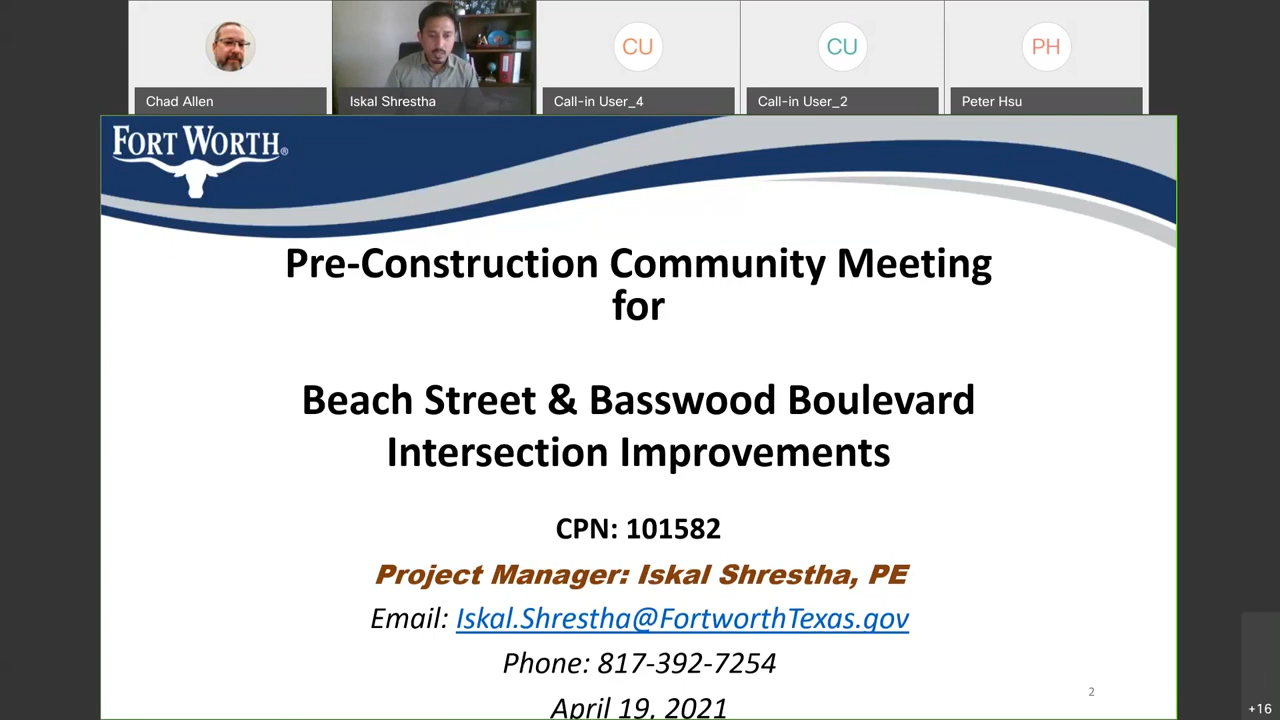 CU
CU
PH
Chad Allen
Iskal Shrestha
Call-in User_4
Call-in User_2
Peter Hsu
FORT WORTH®
Pre-Construction Community Meeting
for
Beach Street & Basswood Boulevard
Intersection Improvements
CPN: 101582
Project Manager: Iskal Shrestha, PE
Email: Iskal.Shrestha@FortworthTexas.gov
Phone: 817-392-7254
2
April 19, 2021
+16